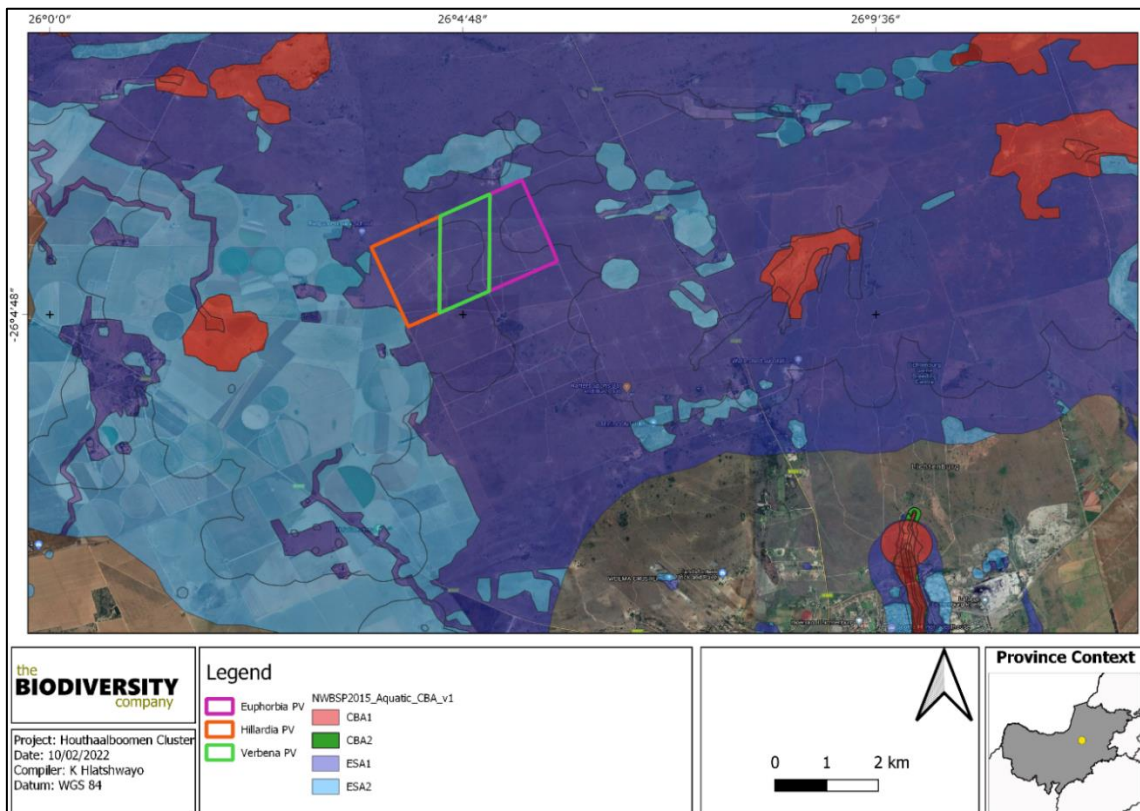 26°0′0″ 26°4′48″ 26°9′36″
-26°4′48″
Lichtenburg
the
BIODIVERSITY
company
Project: Houthaalboomen Cluster
Date: 10/02/2022
Compiler: K Hlatshwayo
Datum: WGS 84
Legend
Euphorbia PV
Hillardia PV
Verbena PV
NWBSP2015_Aquatic_CBA_v1
CBA1
CBA2
ESA1
ESA2
0 1 2 km
Province Context